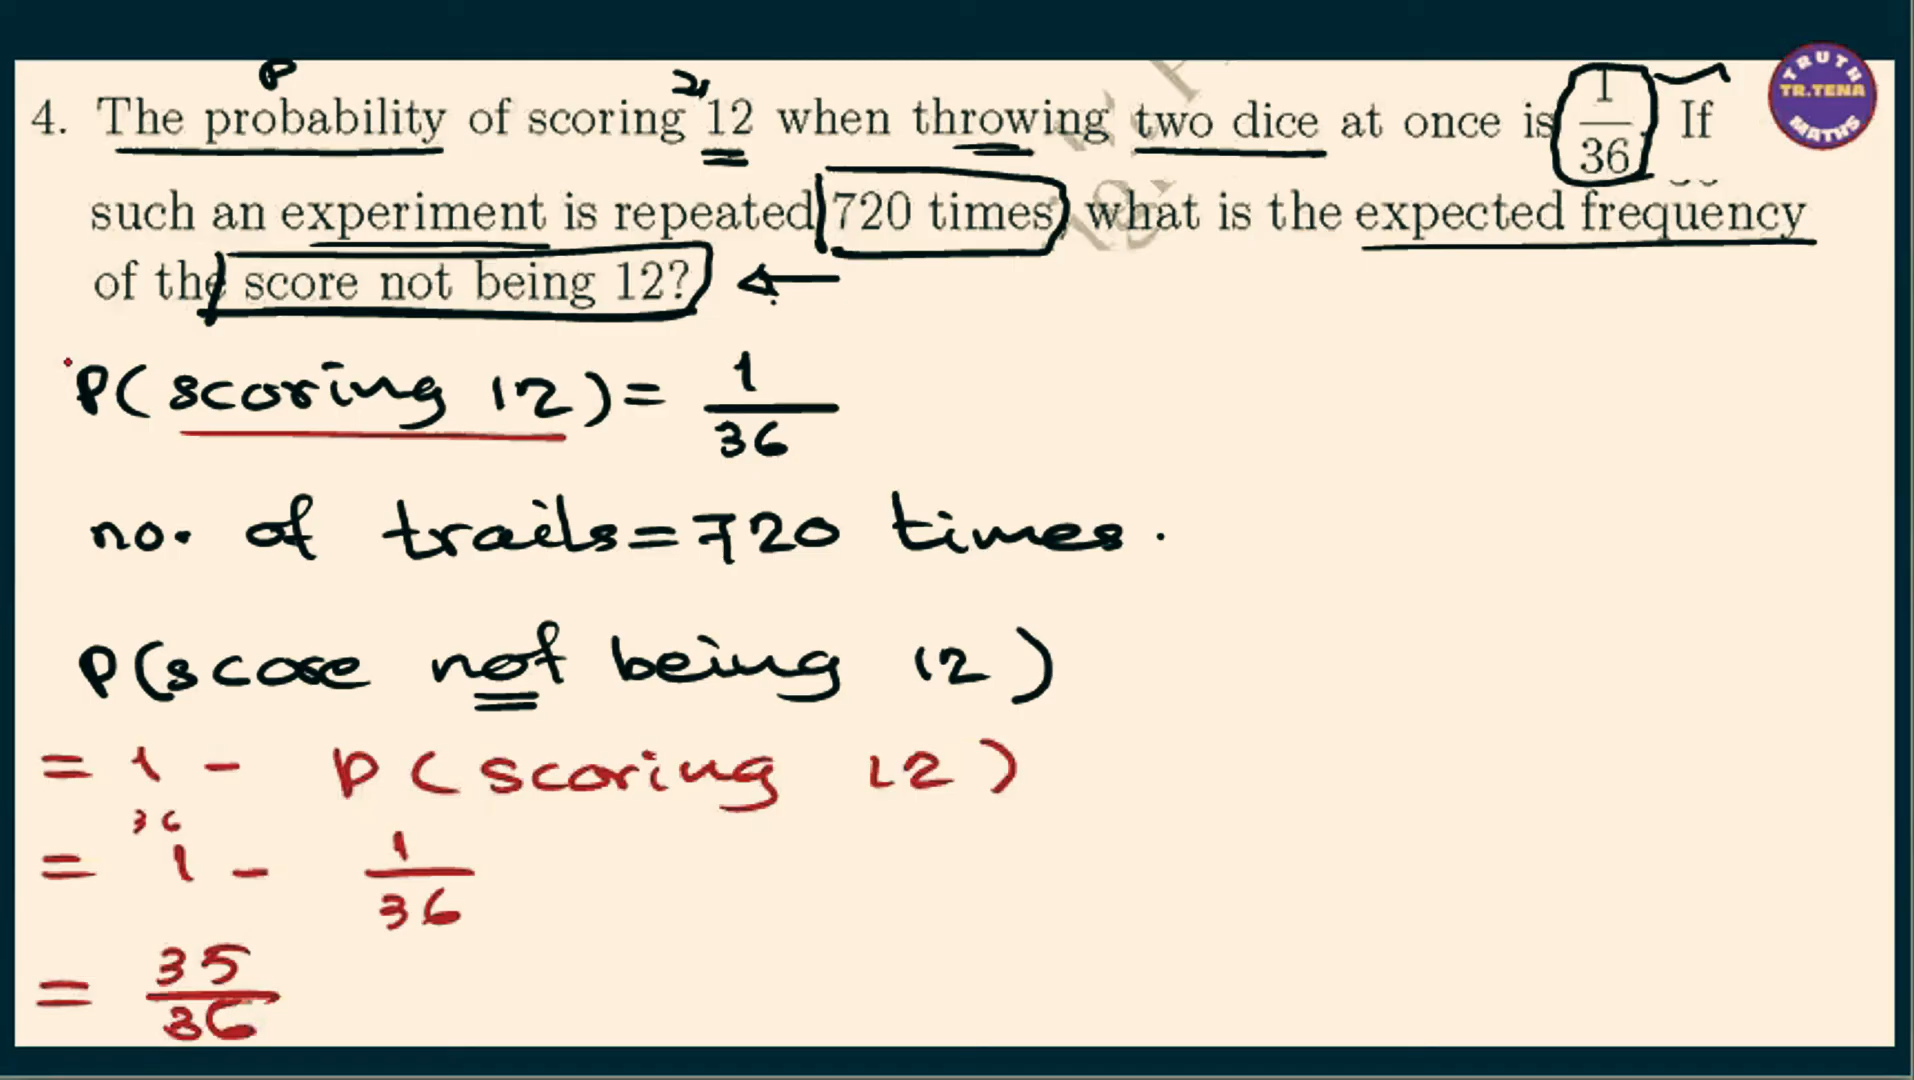 P
4. The probability of scoring 12 when throwing two dice at once is 1/36. If
such an experiment is repeated 720 times, what is the expected frequency
of the score not being 12?
TRUTH
TR.TENA
MATHS
P(scoring 12) = 1/36
no. of trails = 720 times.
P(score not being 12)
= 1 - P(scoring 12)
36
= 1 - 1/36
= 35/36